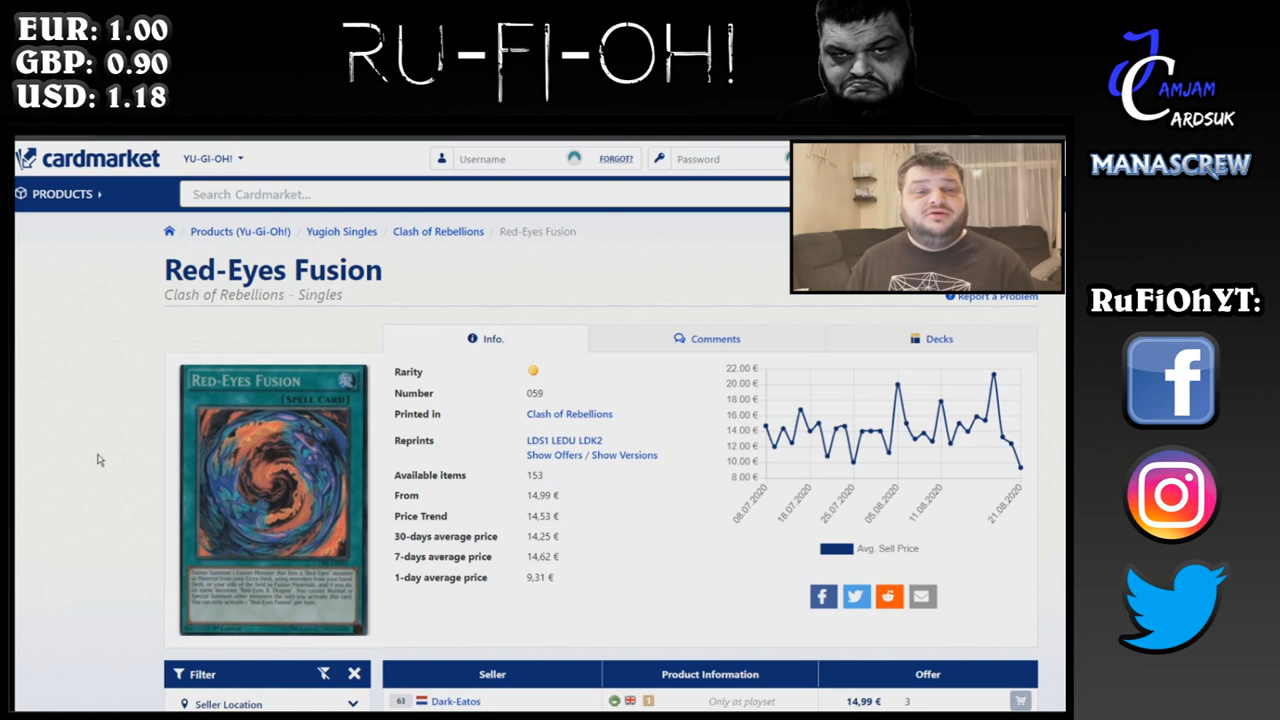 EUR: 1.00
GBP: 0.90
USD: 1.18
RU-FI-OH!
JAMJAM
CARDSUK
MANASCREW
RuFiOhYT:
cardmarket
YU-GI-OH!
Username
FORGOT?
Password
PRODUCTS
Search Cardmarket...
Products (Yu-Gi-Oh!) / Yugioh Singles / Clash of Rebellions / Red-Eyes Fusion
Red-Eyes Fusion
Clash of Rebellions - Singles
Report a Problem
Info.
Comments
Decks
RED-EYES FUSION
[SPELL CARD]
Rarity
Number 059
Printed in Clash of Rebellions
Reprints LDS1 LEDU LDK2
Show Offers / Show Versions
Available items 153
From 14,99 €
Price Trend 14,53 €
30-days average price 14,25 €
7-days average price 14,62 €
1-day average price 9,31 €
22.00 €
20.00 €
18.00 €
16.00 €
14.00 €
12.00 €
10.00 €
8.00 €
08.07.2020
18.07.2020
25.07.2020
05.08.2020
11.08.2020
21.08.2020
Avg. Sell Price
Filter
Seller Location
Seller
Product Information
Offer
63 Dark-Eatos
1
Only as playset
14,99 €
3